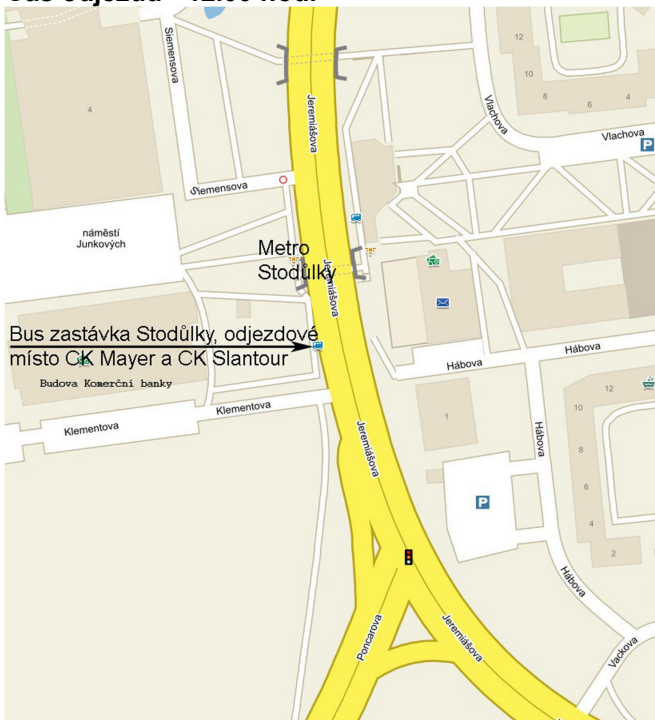 Siemensova
12
10
8
6
4
4
Jeremiášova
Vlachova
Vlachova
P
Siemensova
náměstí
Junkových
Metro
Stodůlky
Jeremiášova
Bus zastávka Stodůlky, odjezdové
místo CK Mayer a CK Slantour
Budova Komerční banky
Hábova
Hábova
12
10
Klementova
Klementova
1
Jeremiášova
Hábova
8
6
P
4
2
Hábova
Poncarova
Jeremiášova
Vackova